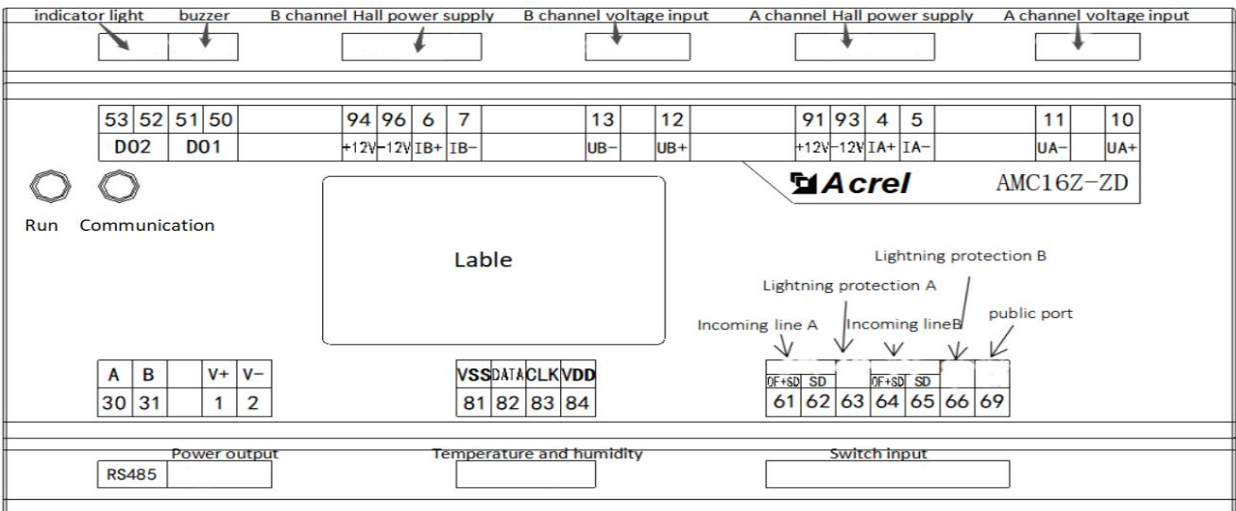 indicator light buzzer B channel Hall power supply B channel voltage input A channel Hall power supply A channel voltage input
53 52 51 50 94 96 6 7 13 12 91 93 4 5 11 10
DO2 DO1 +12V -12V IB+ IB- UB- UB+ +12V -12V IA+ IA- UA- UA+
Acrel AMC16Z-ZD
Run Communication
Lable
Lightning protection B
Lightning protection A
public port
Incoming line A Incoming lineB
A B V+ V- VSS DATA CLK VDD OF+SD SD OF+SD SD
30 31 1 2 81 82 83 84 61 62 63 64 65 66 69
Power output Temperature and humidity Switch input
RS485